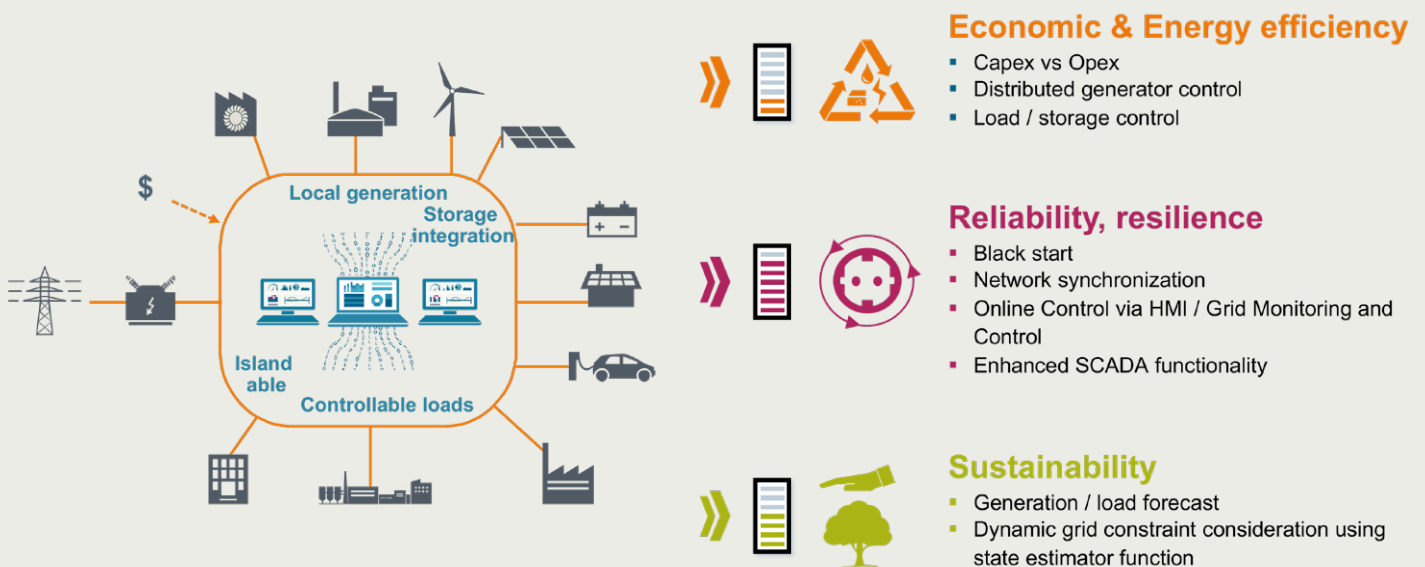 $
Local generation
Storage
integration
Island
able
Controllable loads
Economic & Energy efficiency
Capex vs Opex
Distributed generator control
Load / storage control
Reliability, resilience
Black start
Network synchronization
Online Control via HMI / Grid Monitoring and
Control
Enhanced SCADA functionality
Sustainability
Generation / load forecast
Dynamic grid constraint consideration using
state estimator function